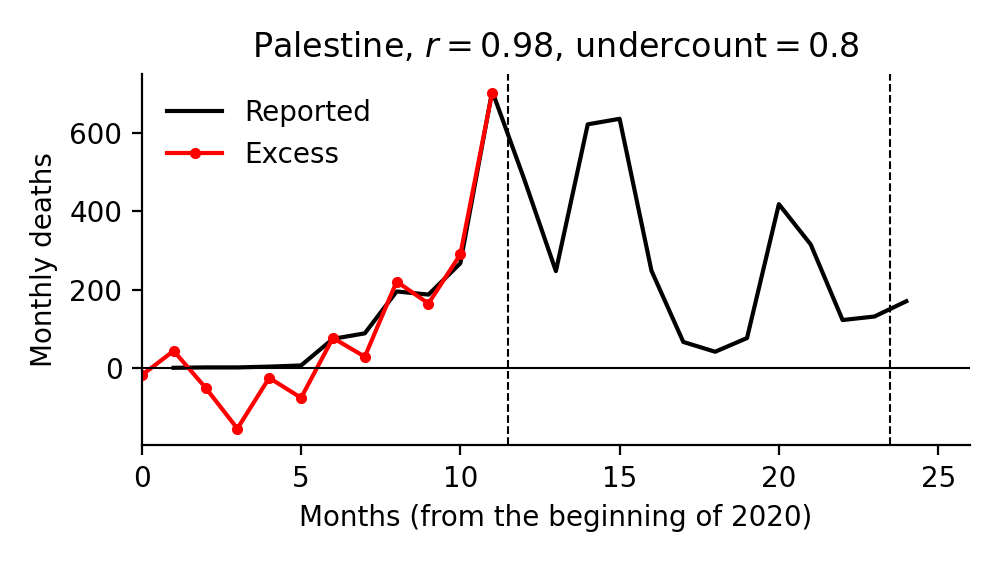 Palestine, r = 0.98, undercount = 0.8
Reported
Excess
Monthly deaths
600
400
200
0
0 5 10 15 20 25
Months (from the beginning of 2020)